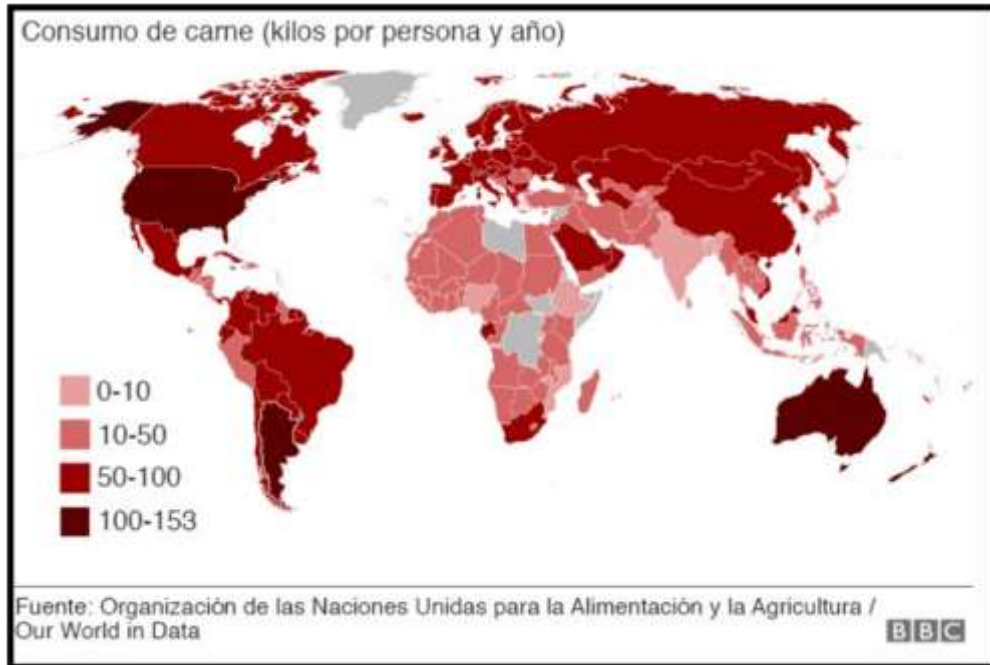 Consumo de carne (kilos por persona y año)
0-10
10-50
50-100
100-153
Fuente: Organización de las Naciones Unidas para la Alimentación y la Agricultura /
Our World in Data
BBC